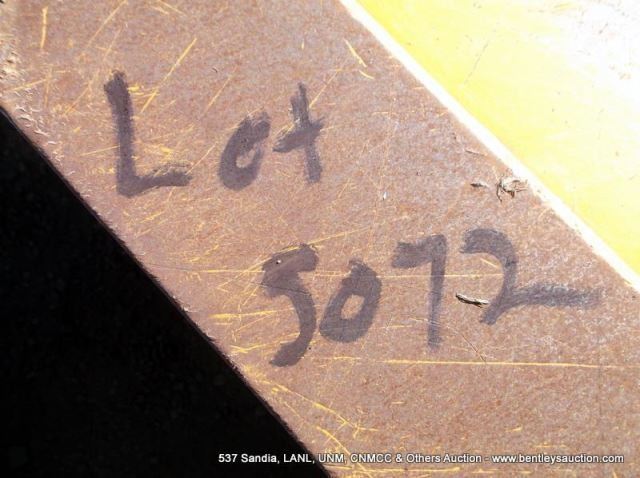 Lot
5072
537 Sandia, LANL, UNM, CNMCC & Others Auction - www.bentleysauction.com